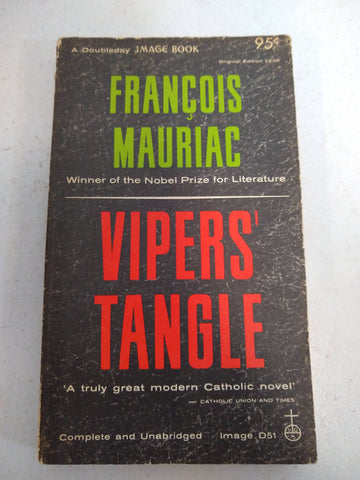 A Doubleday IMAGE BOOK
95¢
Original Edition $3.00
FRANÇOIS
MAURIAC
Winner of the Nobel Prize for Literature
VIPERS'
TANGLE
'A truly great modern Catholic novel'
— CATHOLIC UNION AND TIMES
Complete and Unabridged Image D51